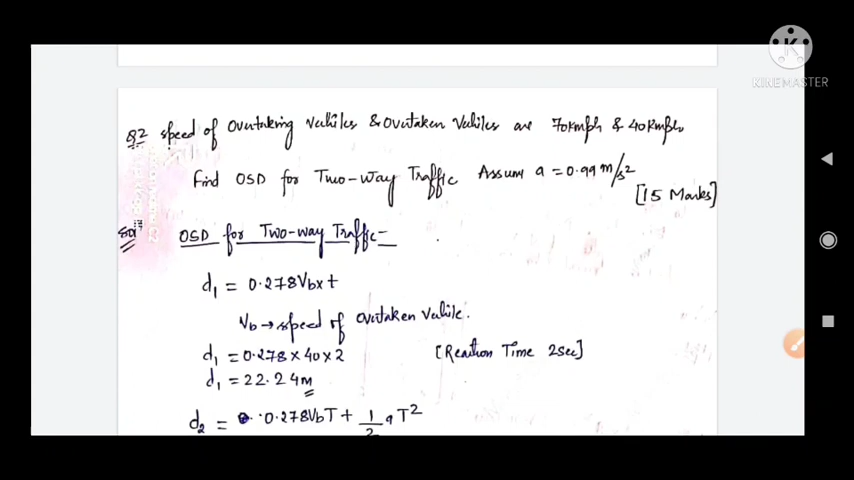 KINEMASTER
Q2 speed of overtaking vehicles & overtaken vehicles are 70kmph & 40kmph.
Find OSD for Two-way Traffic Assum a = 0.99 m/s²
[15 Marks]
Sol:
OSD for Two-way Traffic-
d₁ = 0.278Vb×t
Vb → speed of overtaken vehicle.
d₁ = 0.278 × 40 × 2 [Reaction Time 2sec]
d₁ = 22.24m
d₂ = 0.278VbT + 1/2 aT²